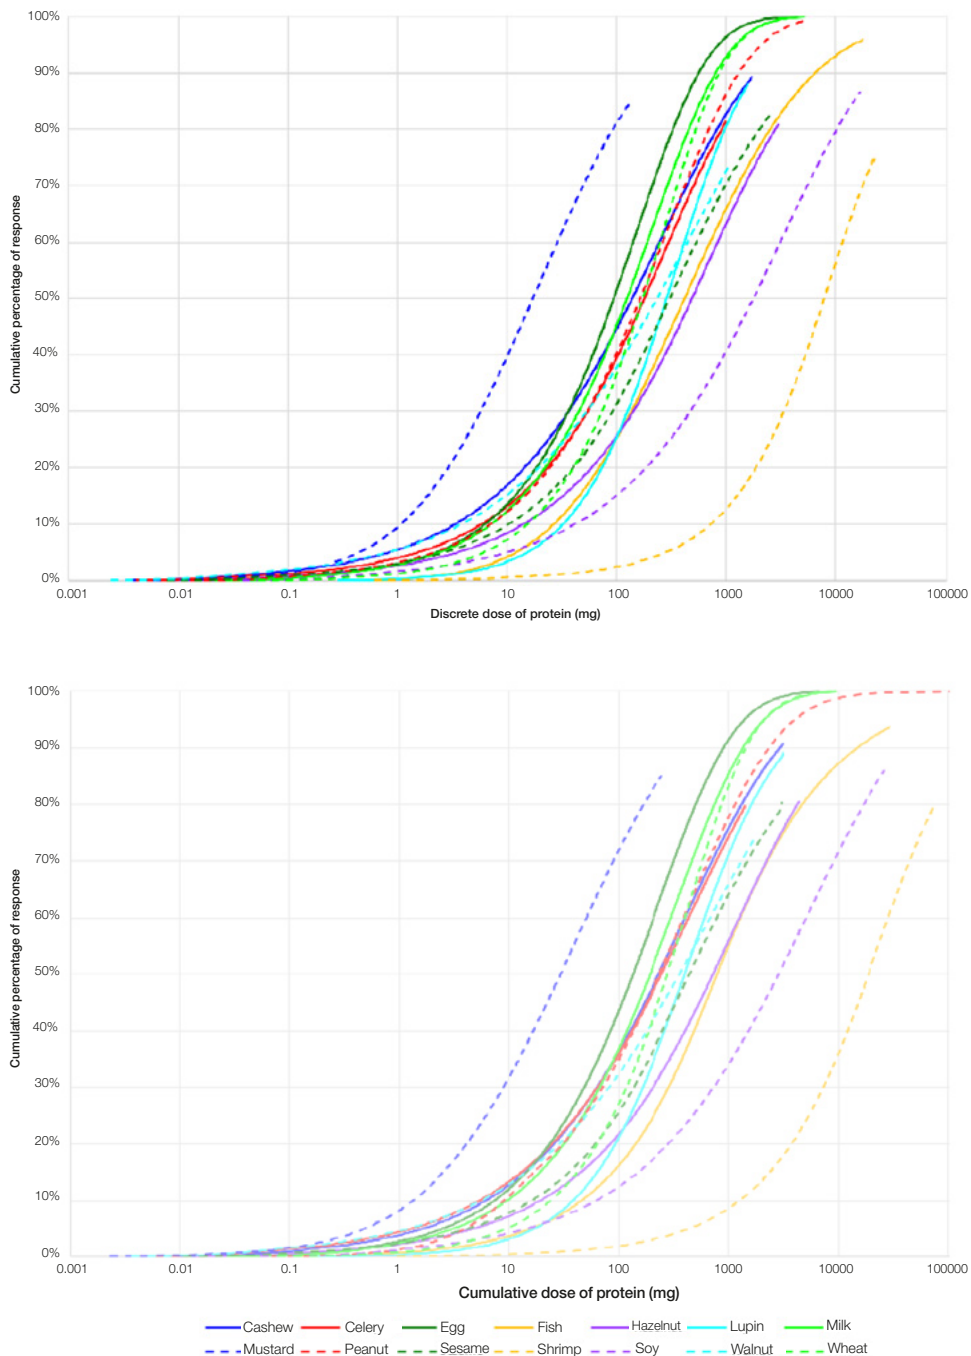 100%
90%
80%
70%
60%
50%
40%
30%
20%
10%
0%
Cumulative percentage of response
0.001 0.01 0.1 1 10 100 1000 10000 100000
Discrete dose of protein (mg)
100%
90%
80%
70%
60%
50%
40%
30%
20%
10%
0%
Cumulative percentage of response
0.001 0.01 0.1 1 10 100 1000 10000 100000
Cumulative dose of protein (mg)
Cashew Celery Egg Fish Hazelnut Lupin Milk
Mustard Peanut Sesame Shrimp Soy Walnut Wheat